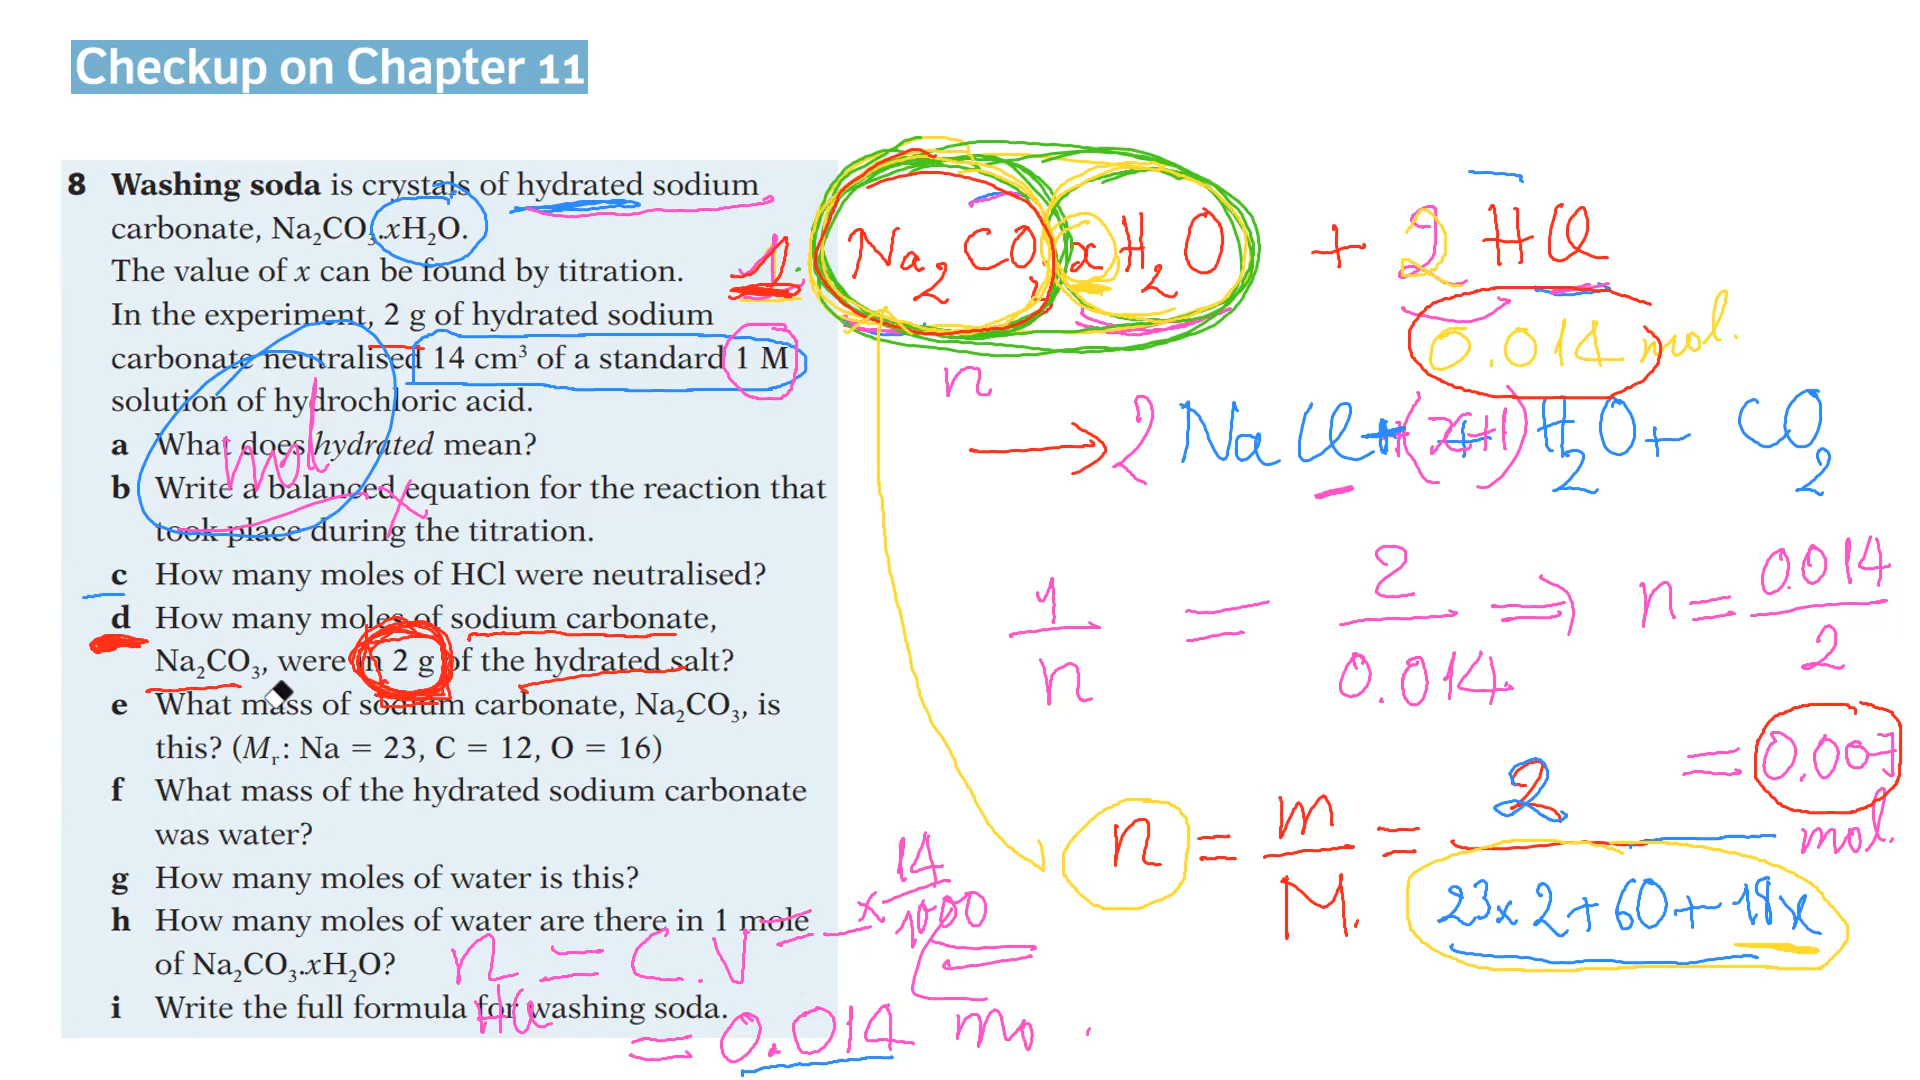 Checkup on Chapter 11
8 Washing soda is crystals of hydrated sodium
carbonate, Na₂CO₃.xH₂O.
The value of x can be found by titration.
In the experiment, 2 g of hydrated sodium
carbonate neutralised 14 cm³ of a standard 1 M
solution of hydrochloric acid.
a What does hydrated mean?
b Write a balanced equation for the reaction that
took place during the titration.
c How many moles of HCl were neutralised?
d How many moles of sodium carbonate,
Na₂CO₃, were in 2 g of the hydrated salt?
e What mass of sodium carbonate, Na₂CO₃, is
this? (Mᵣ: Na = 23, C = 12, O = 16)
f What mass of the hydrated sodium carbonate
was water?
g How many moles of water is this?
h How many moles of water are there in 1 mole
of Na₂CO₃.xH₂O?
i Write the full formula for washing soda.
mol
1. Na₂CO₃ xH₂O + 2 HCl
n 0.014 mol.
→ 2 NaCl + (x+1) H₂O + CO₂
1/n = 2/0.014 ⇒ n = 0.014/2
= 0.007 mol.
n = m/M = 2/(23x2+60+18x)
n HCl = C.V × 14/1000
= 0.014 mo